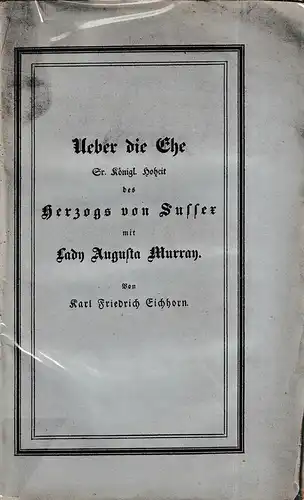 Ueber die Ehe
Sr. Königl. Hoheit
des
Herzogs von Sussex
mit
Lady Augusta Murray.
Von
Karl Friedrich Eichhorn.